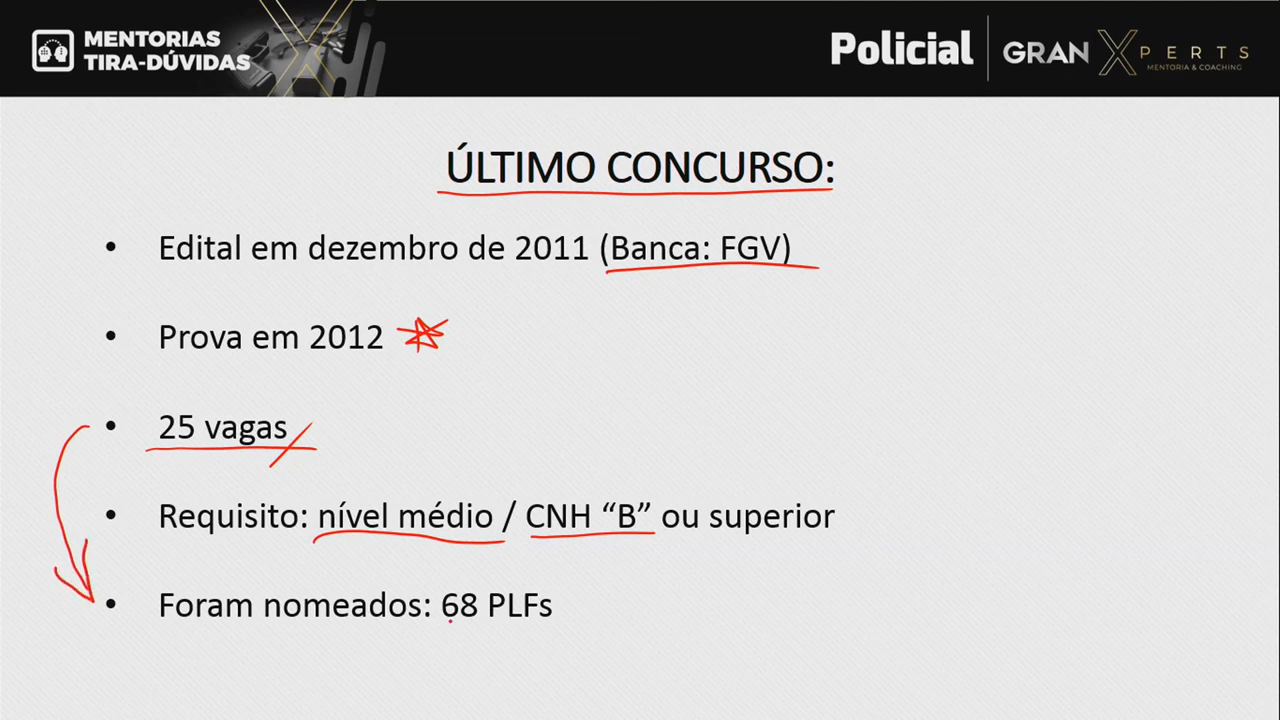 MENTORIAS
TIRA-DÚVIDAS
Policial
GRAN XPERTS
MENTORIA & COACHING
ÚLTIMO CONCURSO:
• Edital em dezembro de 2011 (Banca: FGV)
• Prova em 2012
• 25 vagas
• Requisito: nível médio / CNH “B” ou superior
• Foram nomeados: 68 PLFs